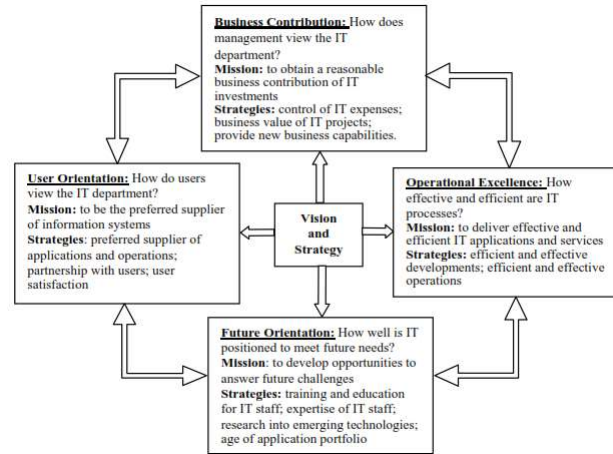 Business Contribution: How does
management view the IT
department?
Mission: to obtain a reasonable
business contribution of IT
investments
Strategies: control of IT expenses;
business value of IT projects;
provide new business capabilities.
User Orientation: How do users
view the IT department?
Mission: to be the preferred supplier
of information systems
Strategies: preferred supplier of
applications and operations;
partnership with users; user
satisfaction
Vision
and
Strategy
Operational Excellence: How
effective and efficient are IT
processes?
Mission: to deliver effective and
efficient IT applications and services
Strategies: efficient and effective
developments; efficient and effective
operations
Future Orientation: How well is IT
positioned to meet future needs?
Mission: to develop opportunities to
answer future challenges
Strategies: training and education
for IT staff; expertise of IT staff;
research into emerging technologies;
age of application portfolio